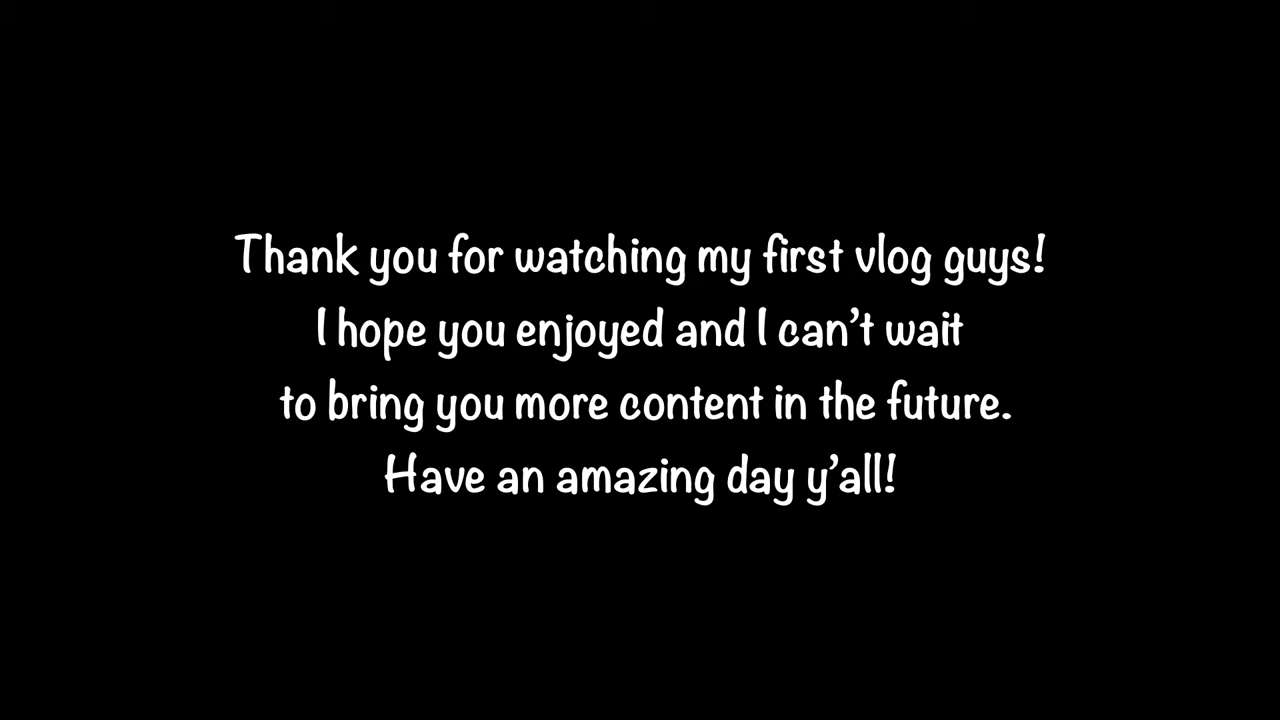 Thank you for watching my first vlog guys!
I hope you enjoyed and I can’t wait
to bring you more content in the future.
Have an amazing day y’all!